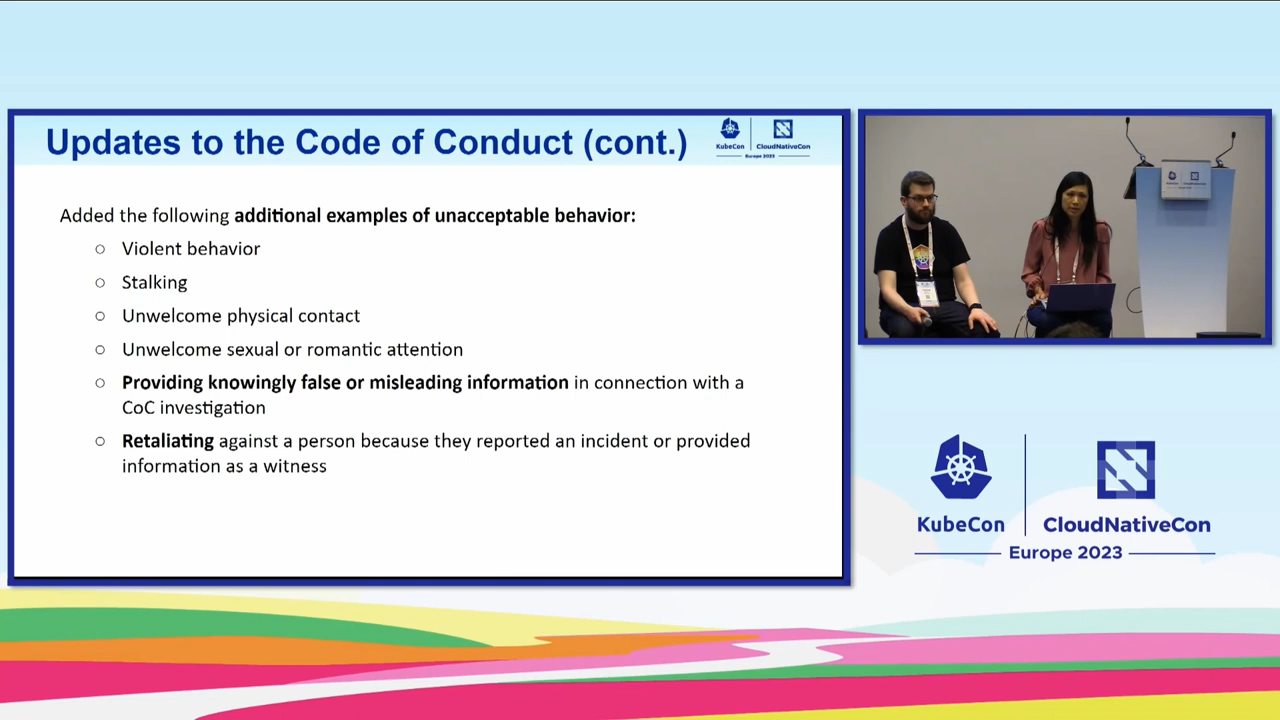 Updates to the Code of Conduct (cont.)
KubeCon
CloudNativeCon
Europe 2023
Added the following additional examples of unacceptable behavior:
○ Violent behavior
○ Stalking
○ Unwelcome physical contact
○ Unwelcome sexual or romantic attention
○ Providing knowingly false or misleading information in connection with a
CoC investigation
○ Retaliating against a person because they reported an incident or provided
information as a witness
KubeCon
CloudNativeCon
Europe 2023